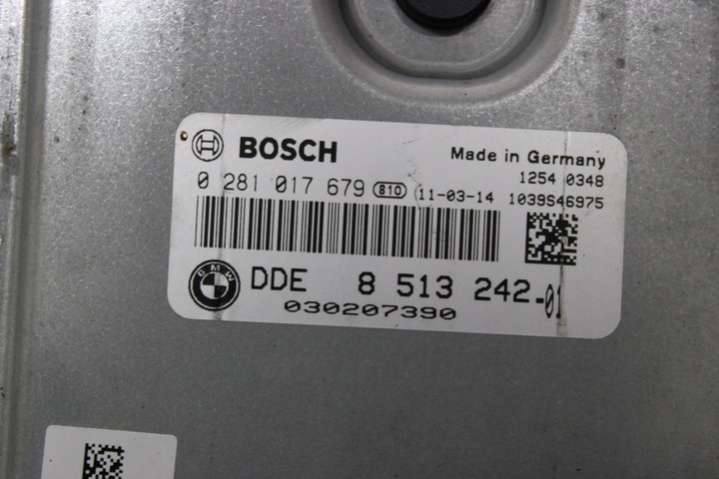 BOSCH Made in Germany
1254 0348
0 281 017 679 810 11-03-14 1039S46975
BMW DDE 8 513 242-01
030207390